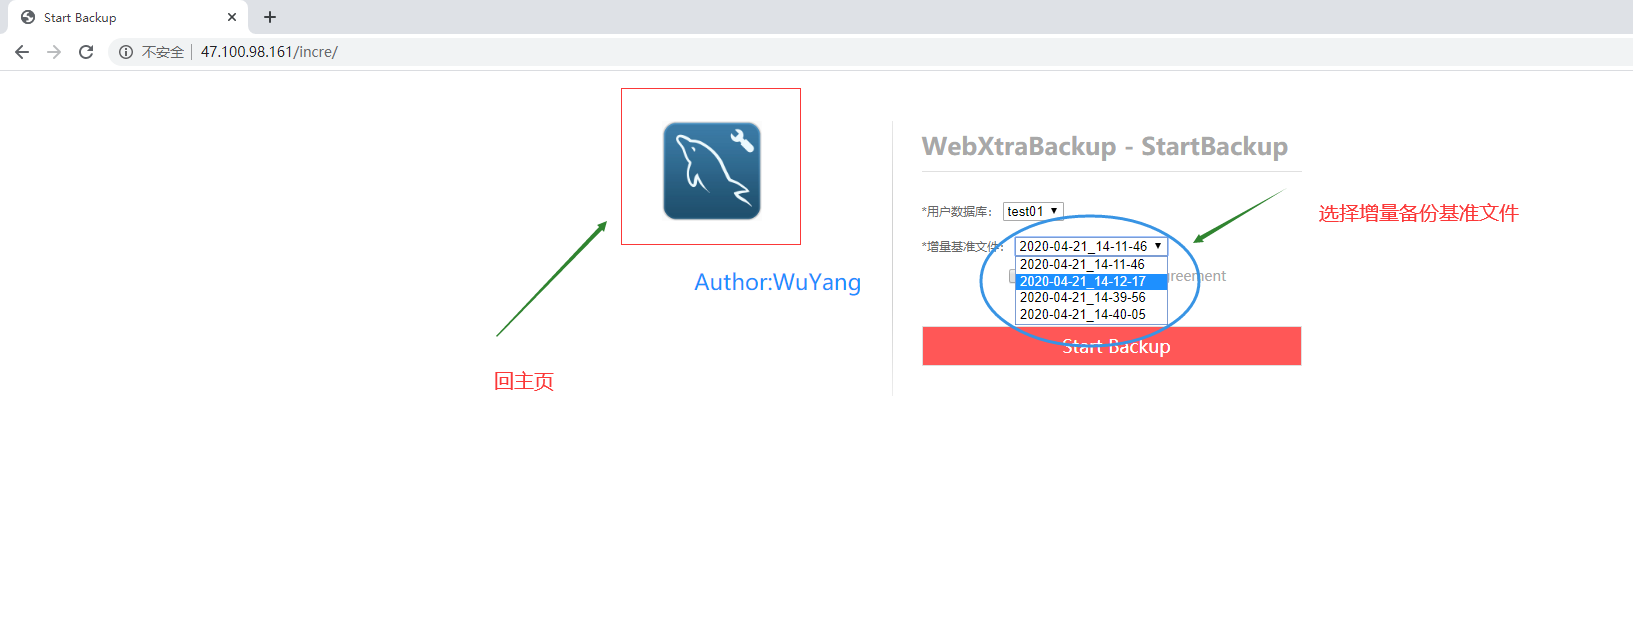 Start Backup
不安全
47.100.98.161/incre/
WebXtraBackup - StartBackup
*用户数据库：
test01
选择增量备份基准文件
*增量基准文件：
2020-04-21_14-11-46
2020-04-21_14-11-46
2020-04-21_14-12-17
2020-04-21_14-39-56
2020-04-21_14-40-05
Author:WuYang
Start Backup
回主页